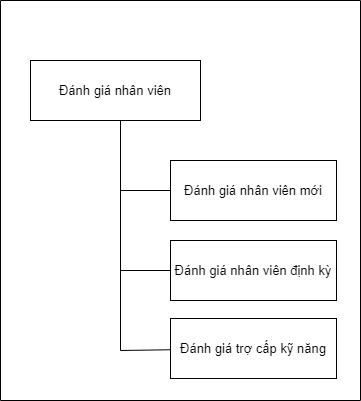 Đánh giá nhân viên
Đánh giá nhân viên mới
Đánh giá nhân viên định kỳ
Đánh giá trợ cấp kỹ năng